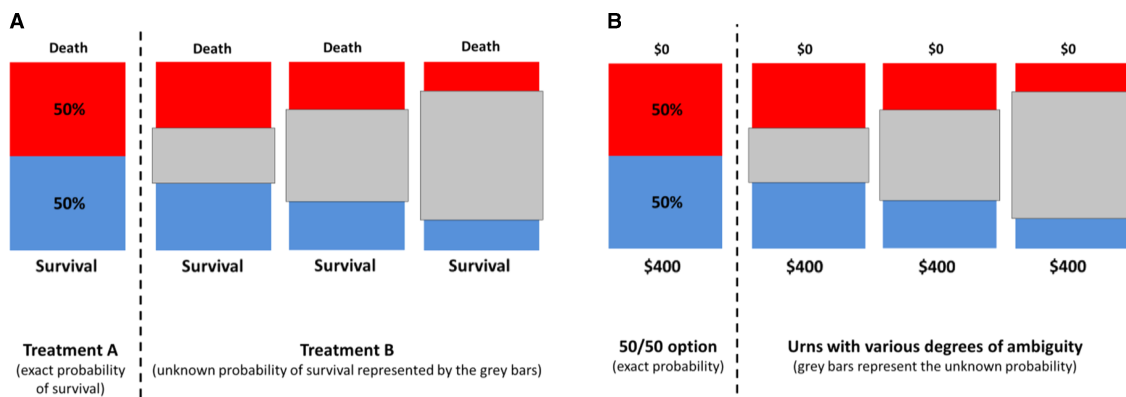 A
Death
Death
Death
Death
50%
50%
Survival
Survival
Survival
Survival
Treatment A
(exact probability
of survival)
Treatment B
(unknown probability of survival represented by the grey bars)
B
$0
$0
$0
$0
50%
50%
$400
$400
$400
$400
50/50 option
(exact probability)
Urns with various degrees of ambiguity
(grey bars represent the unknown probability)